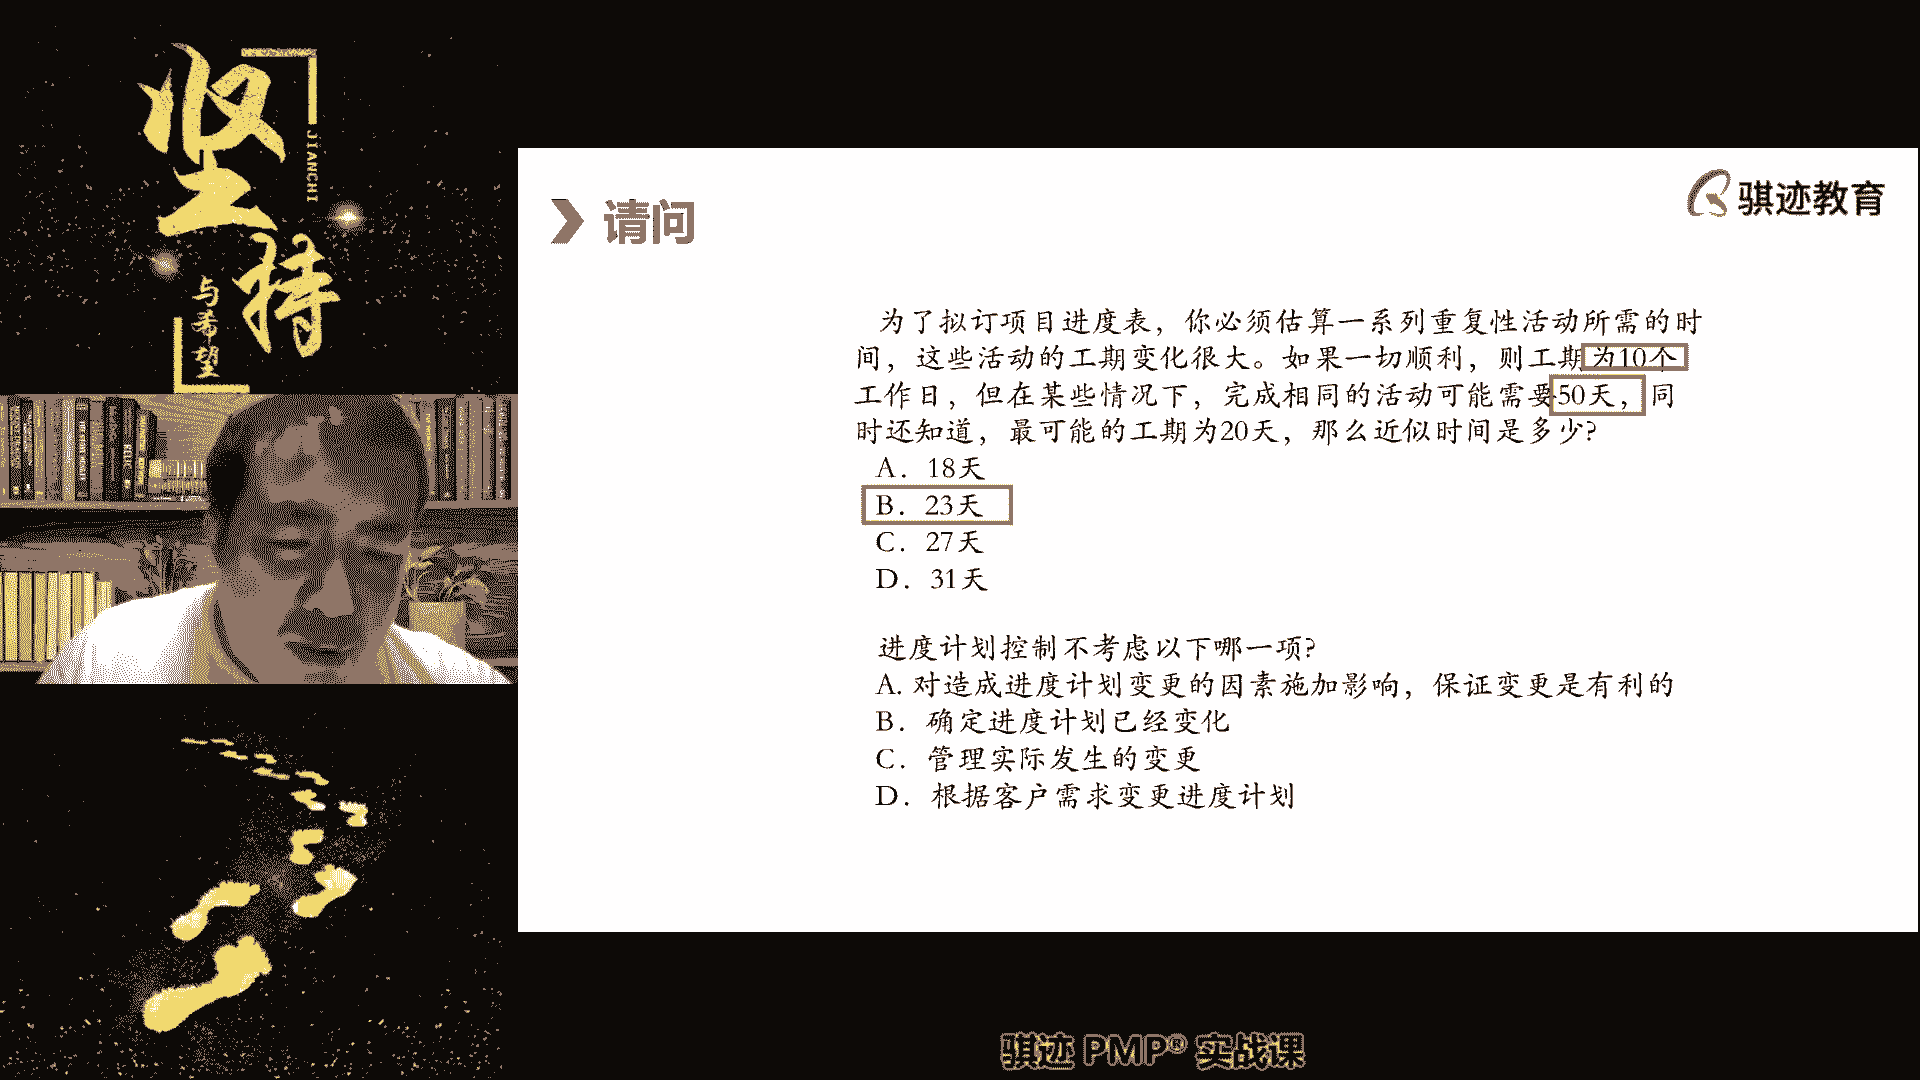 坚持
JIANCHI
与希望
请问
骐迹教育
为了拟订项目进度表，你必须估算一系列重复性活动所需的时
间，这些活动的工期变化很大。如果一切顺利，则工期为10个
工作日，但在某些情况下，完成相同的活动可能需要50天，同
时还知道，最可能的工期为20天，那么近似时间是多少?
A．18天
B．23天
C．27天
D．31天
进度计划控制不考虑以下哪一项?
A. 对造成进度计划变更的因素施加影响，保证变更是有利的
B．确定进度计划已经变化
C．管理实际发生的变更
D．根据客户需求变更进度计划
骐迹 PMP® 实战课